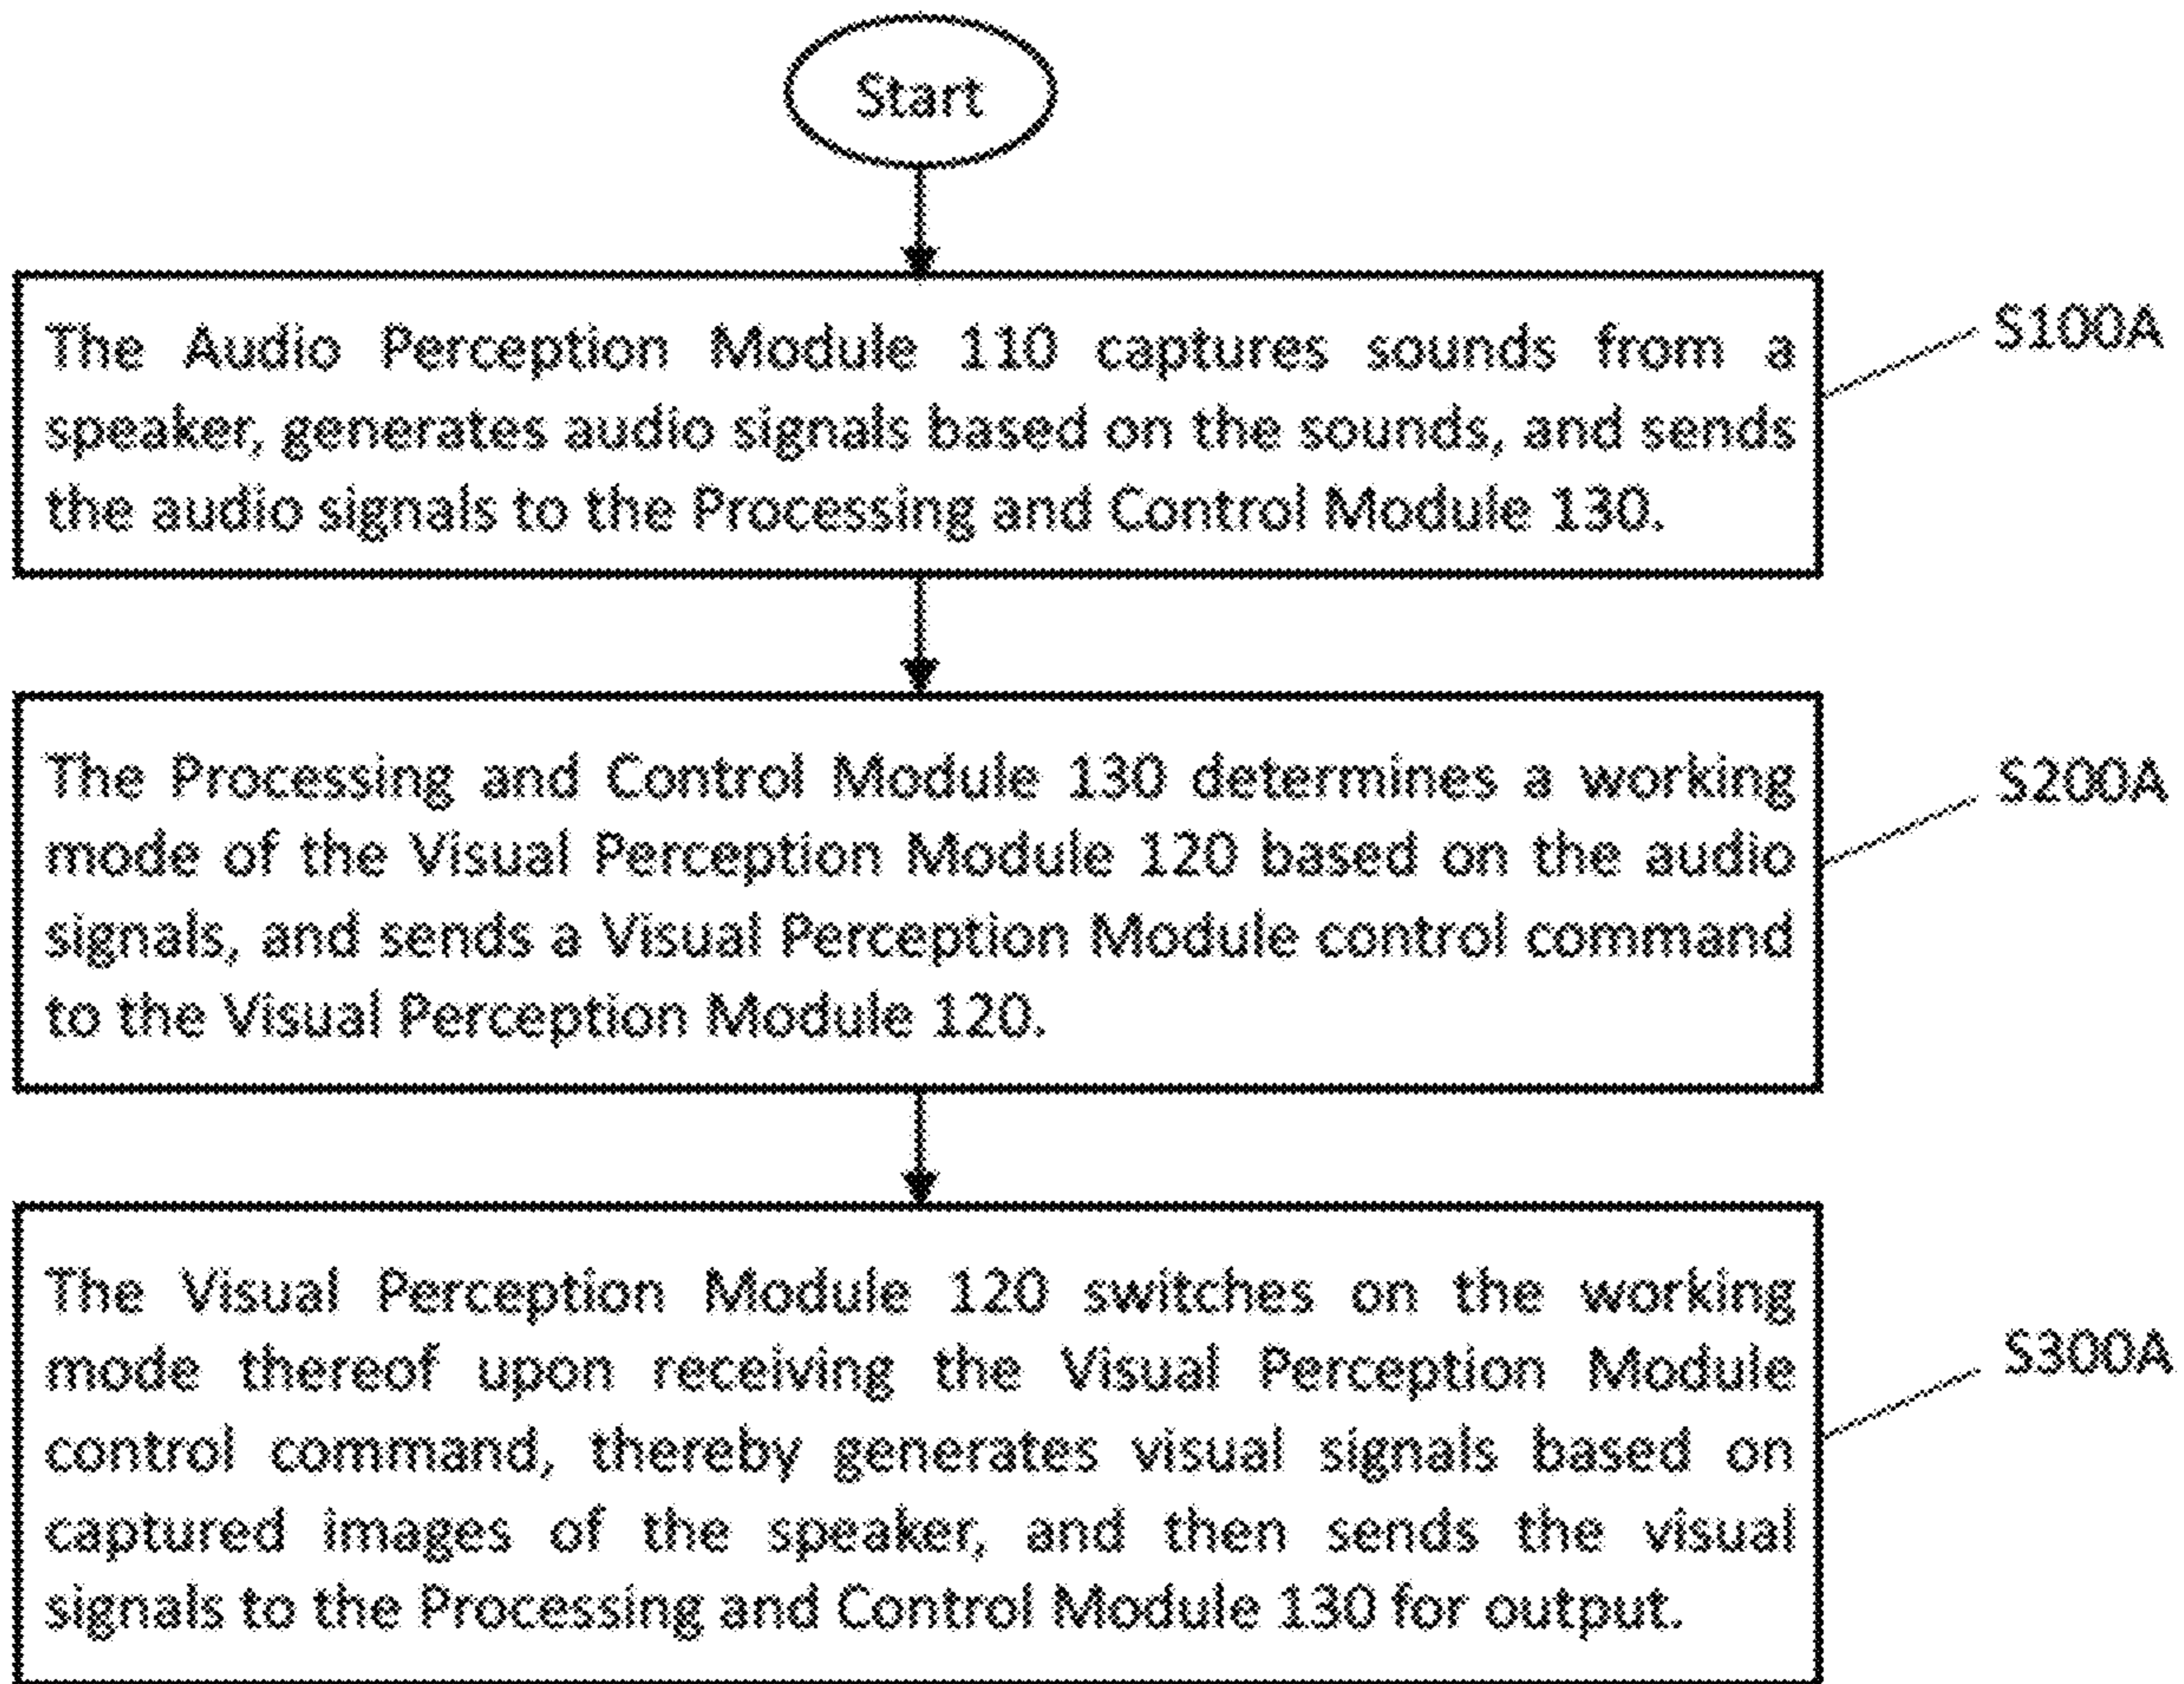 Start
The Audio Perception Module 110 captures sounds from a
speaker, generates audio signals based on the sounds, and sends
the audio signals to the Processing and Control Module 130.
S100A
The Processing and Control Module 130 determines a working
mode of the Visual Perception Module 120 based on the audio
signals, and sends a Visual Perception Module control command
to the Visual Perception Module 120.
S200A
The Visual Perception Module 120 switches on the working
mode thereof upon receiving the Visual Perception Module
control command, thereby generates visual signals based on
captured images of the speaker, and then sends the visual
signals to the Processing and Control Module 130 for output.
S300A